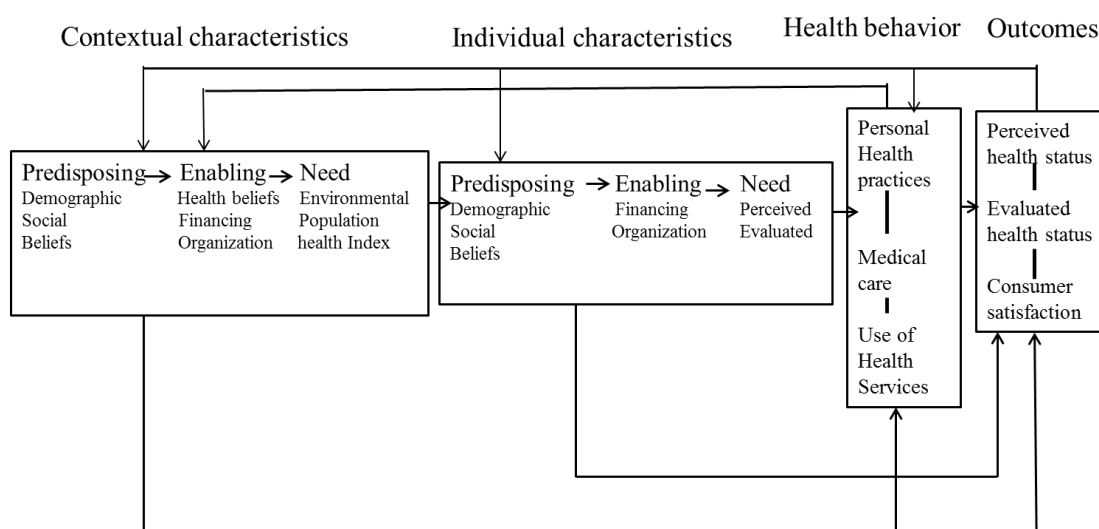 Contextual characteristics
Individual characteristics
Health behavior
Outcomes
Predisposing
Demographic
Social
Beliefs
Enabling
Health beliefs
Financing
Organization
Need
Environmental
Population
health Index
Predisposing
Demographic
Social
Beliefs
Enabling
Financing
Organization
Need
Perceived
Evaluated
Personal
Health
practices
Medical
care
Use of
Health
Services
Perceived
health status
Evaluated
health status
Consumer
satisfaction